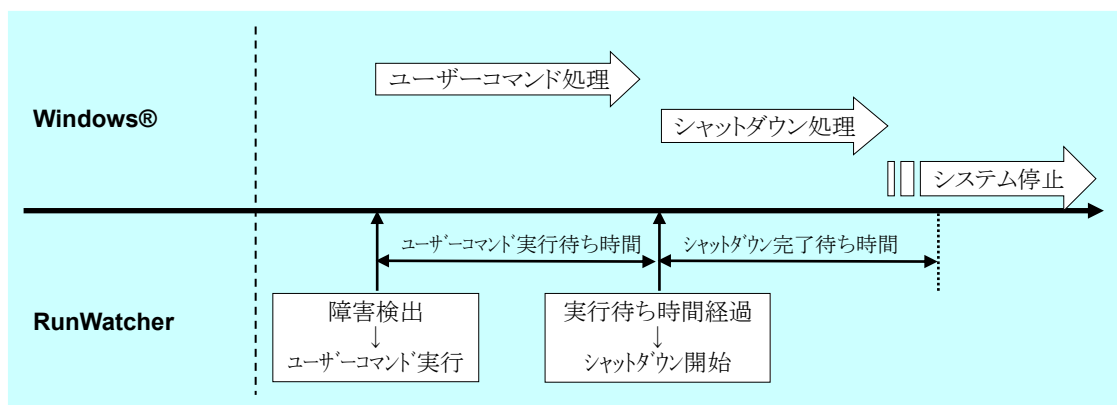 ユーザーコマンド処理
Windows®
シャットダウン処理
システム停止
ユーザーコマンド実行待ち時間
シャットダウン完了待ち時間
RunWatcher
障害検出
↓
ユーザーコマンド実行
実行待ち時間経過
↓
シャットダウン開始